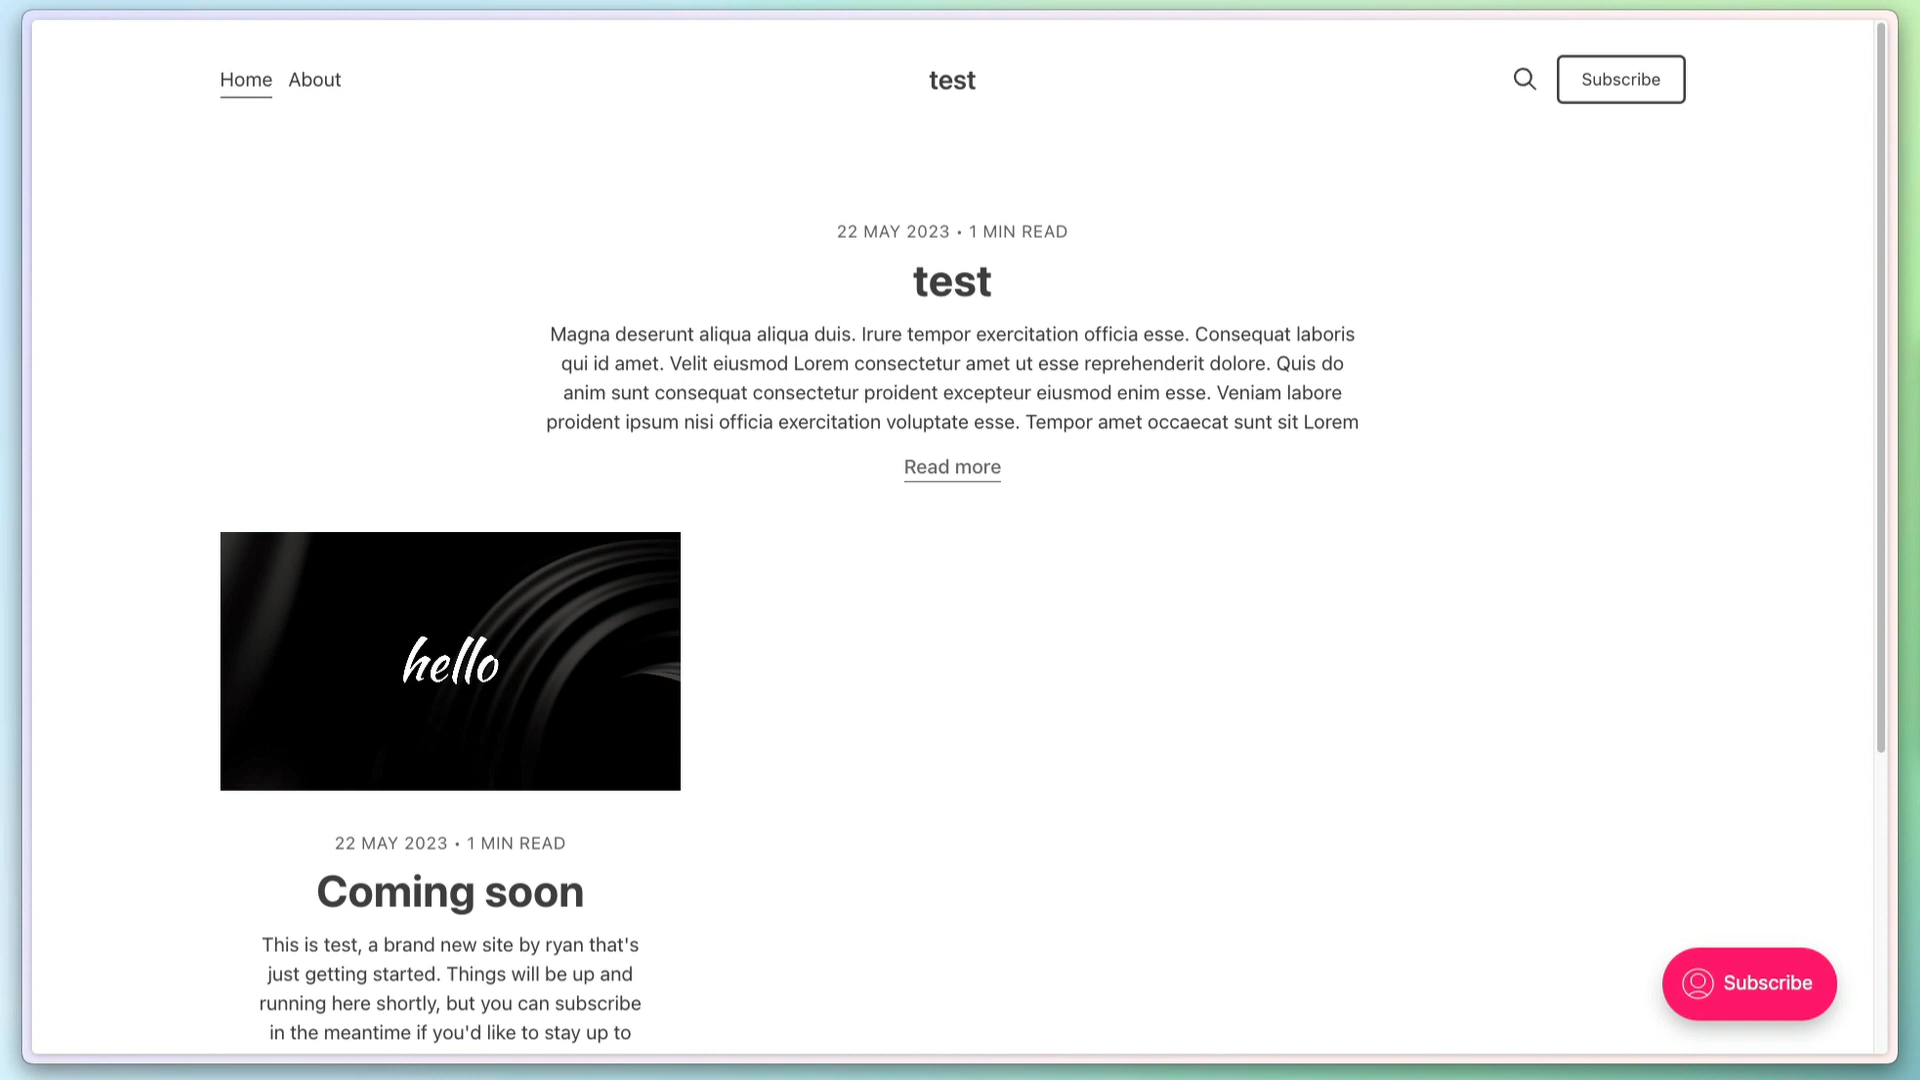 Home About
test
Subscribe
22 MAY 2023 • 1 MIN READ
test
Magna deserunt aliqua aliqua duis. Irure tempor exercitation officia esse. Consequat laboris
qui id amet. Velit eiusmod Lorem consectetur amet ut esse reprehenderit dolore. Quis do
anim sunt consequat consectetur proident excepteur eiusmod enim esse. Veniam labore
proident ipsum nisi officia exercitation voluptate esse. Tempor amet occaecat sunt sit Lorem
Read more
hello
22 MAY 2023 • 1 MIN READ
Coming soon
This is test, a brand new site by ryan that's
just getting started. Things will be up and
running here shortly, but you can subscribe
in the meantime if you'd like to stay up to
Subscribe